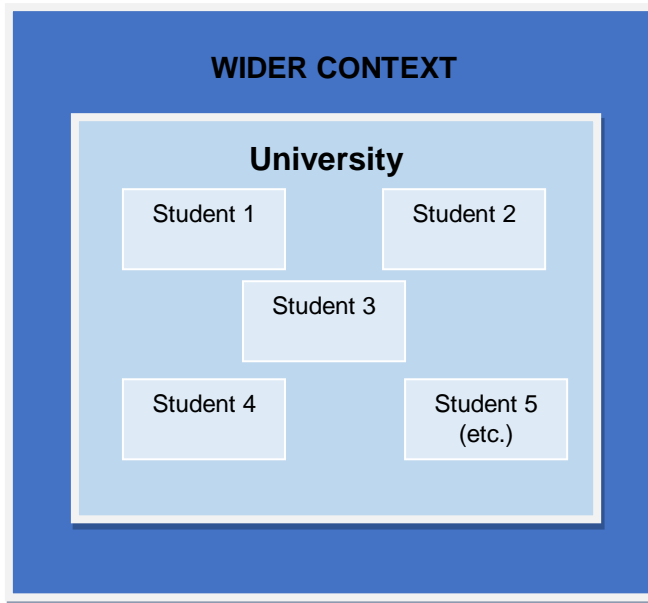 WIDER CONTEXT
University
Student 1
Student 2
Student 3
Student 4
Student 5
(etc.)